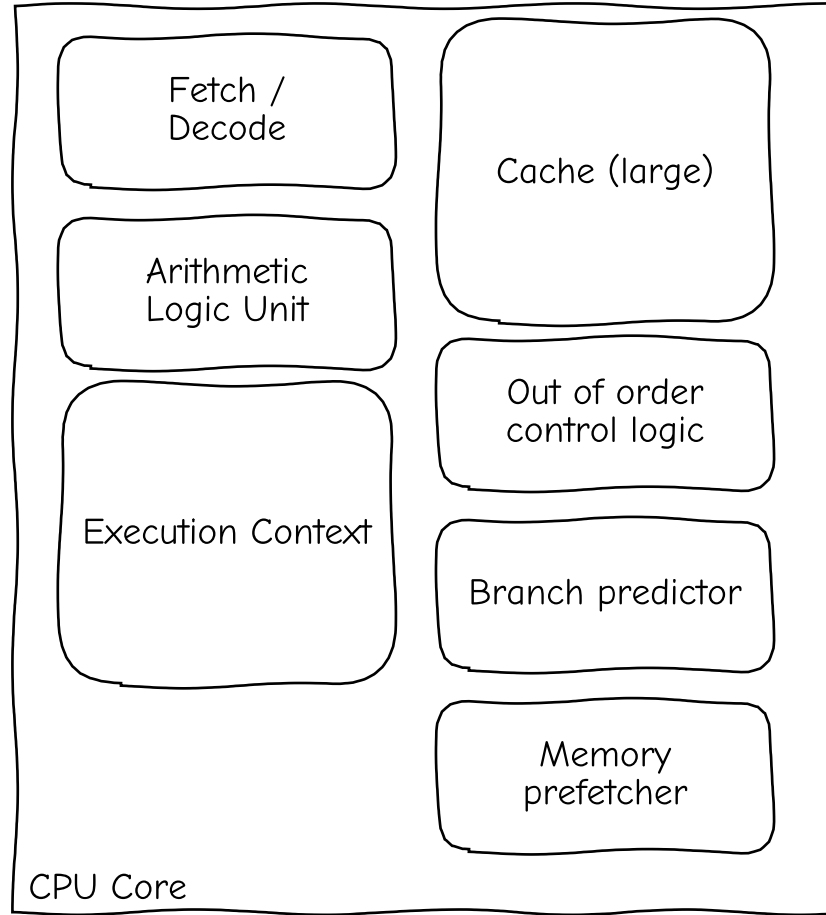 Fetch /
Decode
Arithmetic
Logic Unit
Execution Context
Cache (large)
Out of order
control logic
Branch predictor
Memory
prefetcher
CPU Core